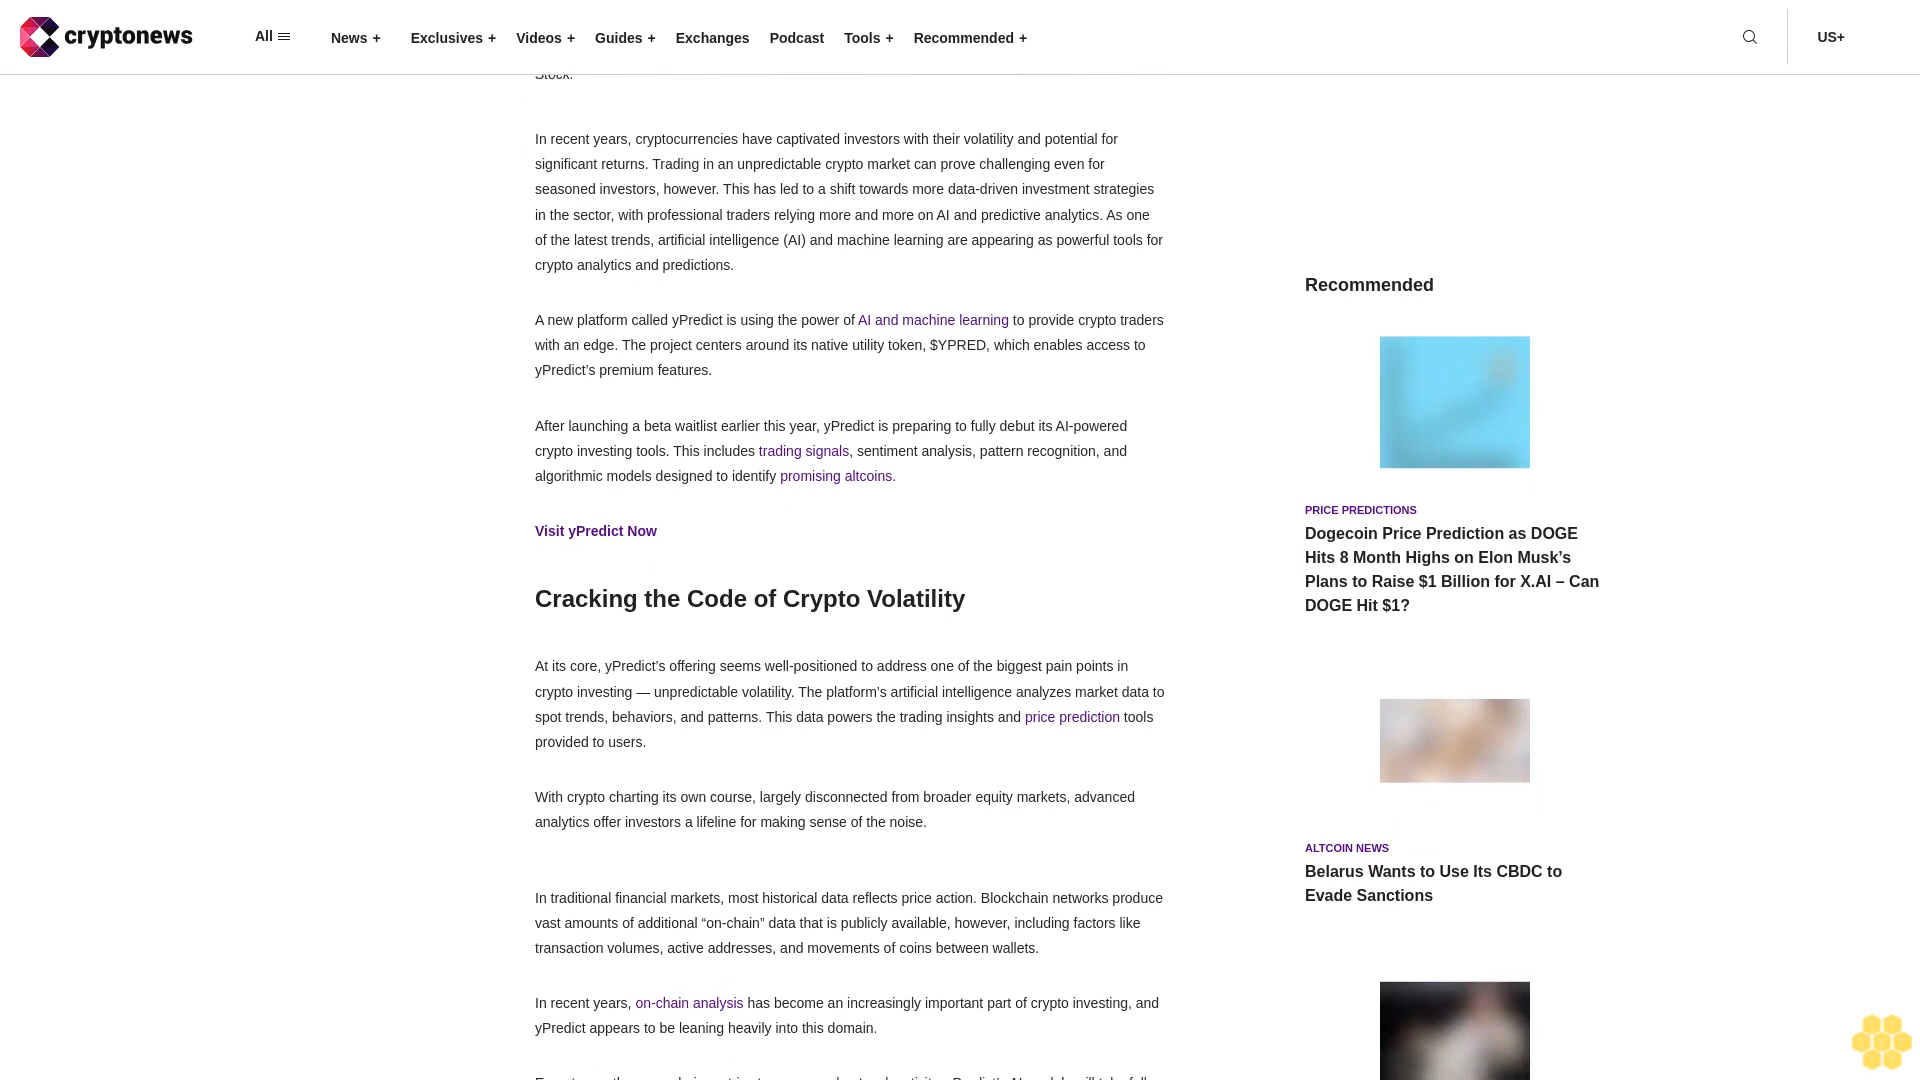 cryptonews All News + Exclusives + Videos + Guides + Exchanges Podcast Tools + Recommended + US+
Stock.
In recent years, cryptocurrencies have captivated investors with their volatility and potential for
significant returns. Trading in an unpredictable crypto market can prove challenging even for
seasoned investors, however. This has led to a shift towards more data-driven investment strategies
in the sector, with professional traders relying more and more on AI and predictive analytics. As one
of the latest trends, artificial intelligence (AI) and machine learning are appearing as powerful tools for
crypto analytics and predictions.
A new platform called yPredict is using the power of AI and machine learning to provide crypto traders
with an edge. The project centers around its native utility token, $YPRED, which enables access to
yPredict’s premium features.
After launching a beta waitlist earlier this year, yPredict is preparing to fully debut its AI-powered
crypto investing tools. This includes trading signals, sentiment analysis, pattern recognition, and
algorithmic models designed to identify promising altcoins.
Visit yPredict Now
Cracking the Code of Crypto Volatility
At its core, yPredict’s offering seems well-positioned to address one of the biggest pain points in
crypto investing — unpredictable volatility. The platform’s artificial intelligence analyzes market data to
spot trends, behaviors, and patterns. This data powers the trading insights and price prediction tools
provided to users.
With crypto charting its own course, largely disconnected from broader equity markets, advanced
analytics offer investors a lifeline for making sense of the noise.
In traditional financial markets, most historical data reflects price action. Blockchain networks produce
vast amounts of additional “on-chain” data that is publicly available, however, including factors like
transaction volumes, active addresses, and movements of coins between wallets.
In recent years, on-chain analysis has become an increasingly important part of crypto investing, and
yPredict appears to be leaning heavily into this domain.
Recommended
PRICE PREDICTIONS
Dogecoin Price Prediction as DOGE
Hits 8 Month Highs on Elon Musk’s
Plans to Raise $1 Billion for X.AI – Can
DOGE Hit $1?
ALTCOIN NEWS
Belarus Wants to Use Its CBDC to
Evade Sanctions